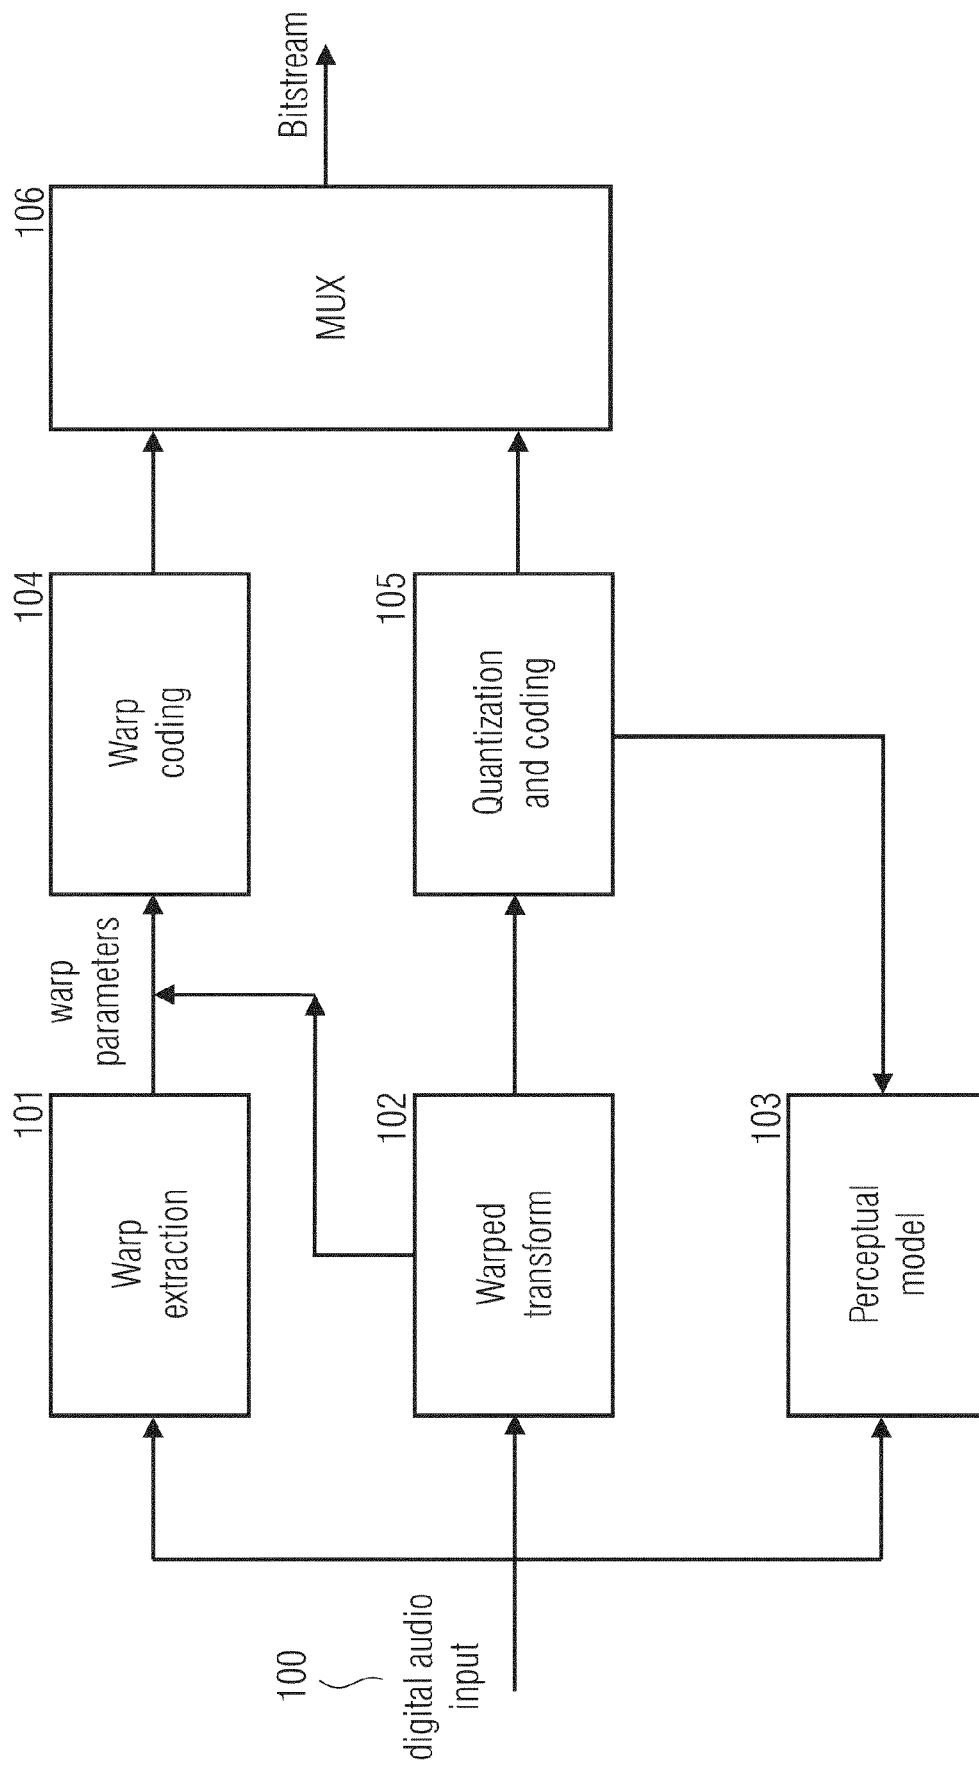 100
digital audio
input
101
Warp
extraction
warp
parameters
104
Warp
coding
102
Warped
transform
105
Quantization
and coding
103
Perceptual
model
106
MUX
Bitstream